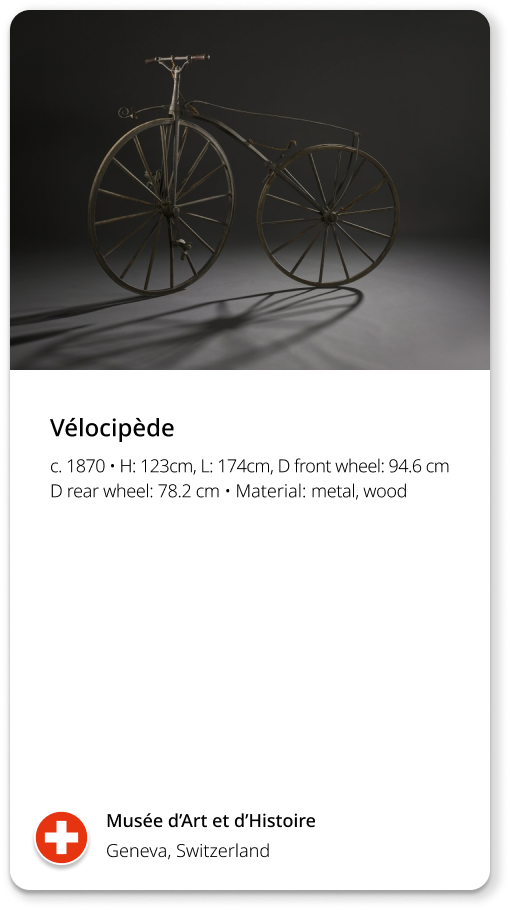 Vélocipède
c. 1870 • H: 123cm, L: 174cm, D front wheel: 94.6 cm
D rear wheel: 78.2 cm • Material: metal, wood
Musée d’Art et d’Histoire
Geneva, Switzerland